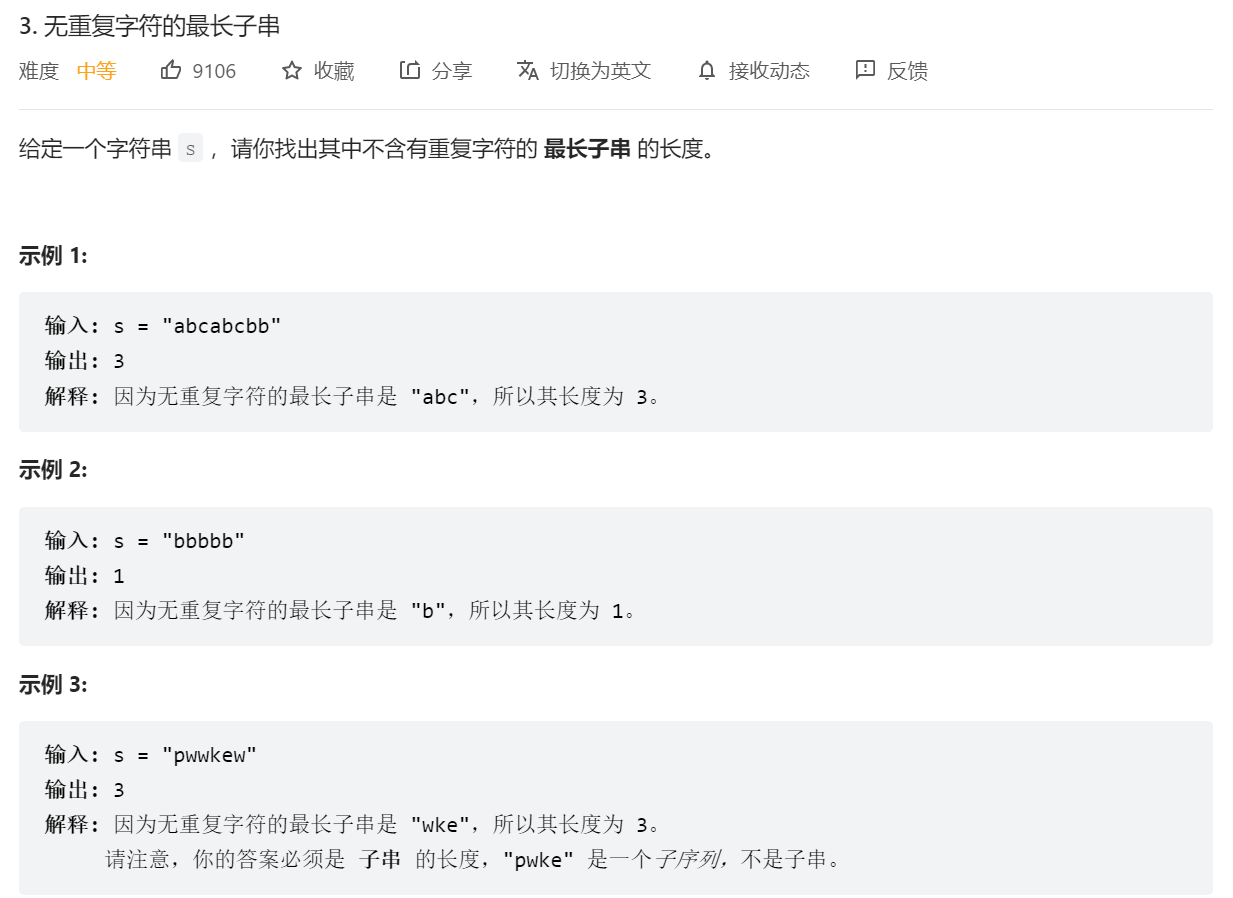 3. 无重复字符的最长子串
难度 中等 9106 收藏 分享 切换为英文 接收动态 反馈
给定一个字符串 s ，请你找出其中不含有重复字符的 最长子串 的长度。
示例 1:
输入: s = "abcabcbb"
输出: 3
解释: 因为无重复字符的最长子串是 "abc"，所以其长度为 3。
示例 2:
输入: s = "bbbbb"
输出: 1
解释: 因为无重复字符的最长子串是 "b"，所以其长度为 1。
示例 3:
输入: s = "pwwkew"
输出: 3
解释: 因为无重复字符的最长子串是 "wke"，所以其长度为 3。
请注意，你的答案必须是 子串 的长度，"pwke" 是一个子序列，不是子串。